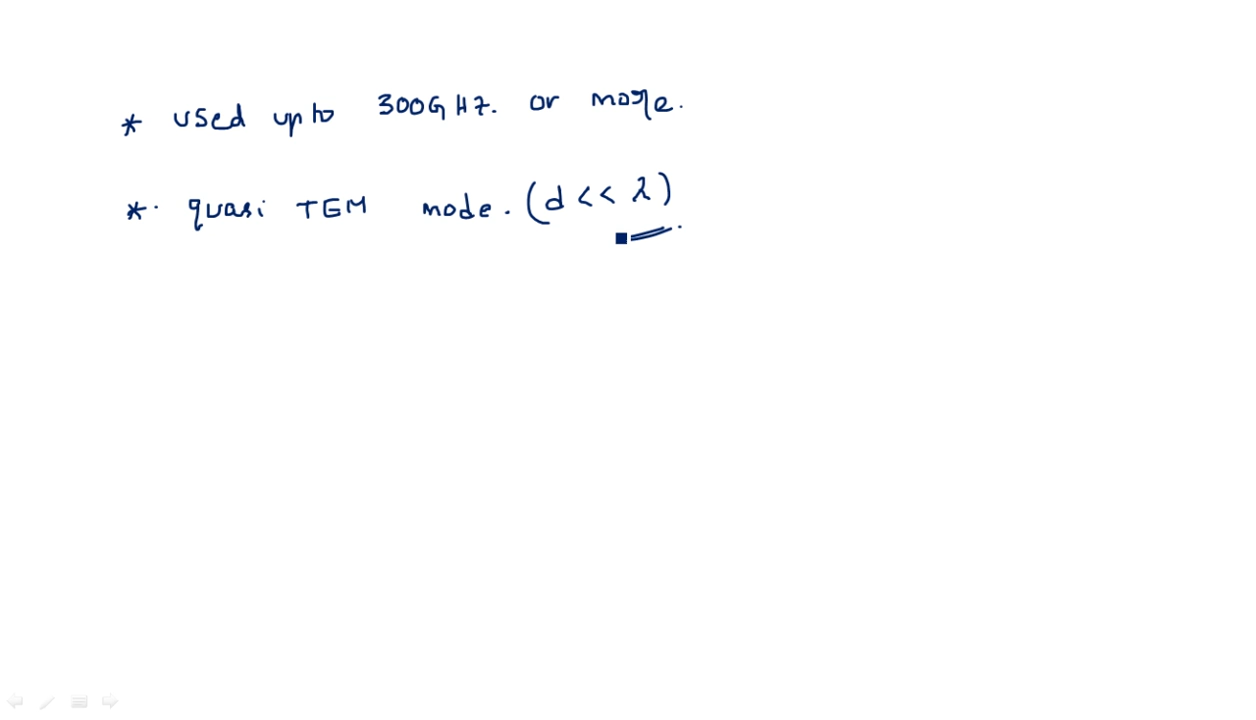 * used upto 300GHz. or more.
* quasi TEM mode. (d << λ)